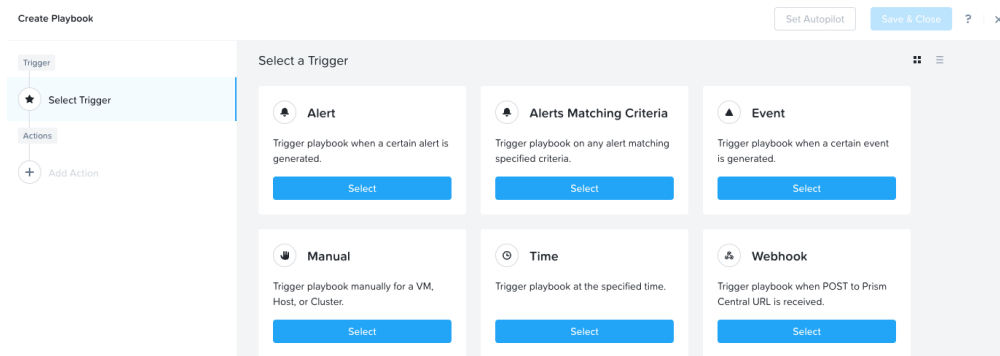 Create Playbook
Set Autopilot
Save & Close
?
Trigger
Select Trigger
Actions
Add Action
Select a Trigger
Alert
Trigger playbook when a certain alert is
generated.
Select
Alerts Matching Criteria
Trigger playbook on any alert matching
specified criteria.
Select
Event
Trigger playbook when a certain event
is generated.
Select
Manual
Trigger playbook manually for a VM,
Host, or Cluster.
Select
Time
Trigger playbook at the specified time.
Select
Webhook
Trigger playbook when POST to Prism
Central URL is received.
Select